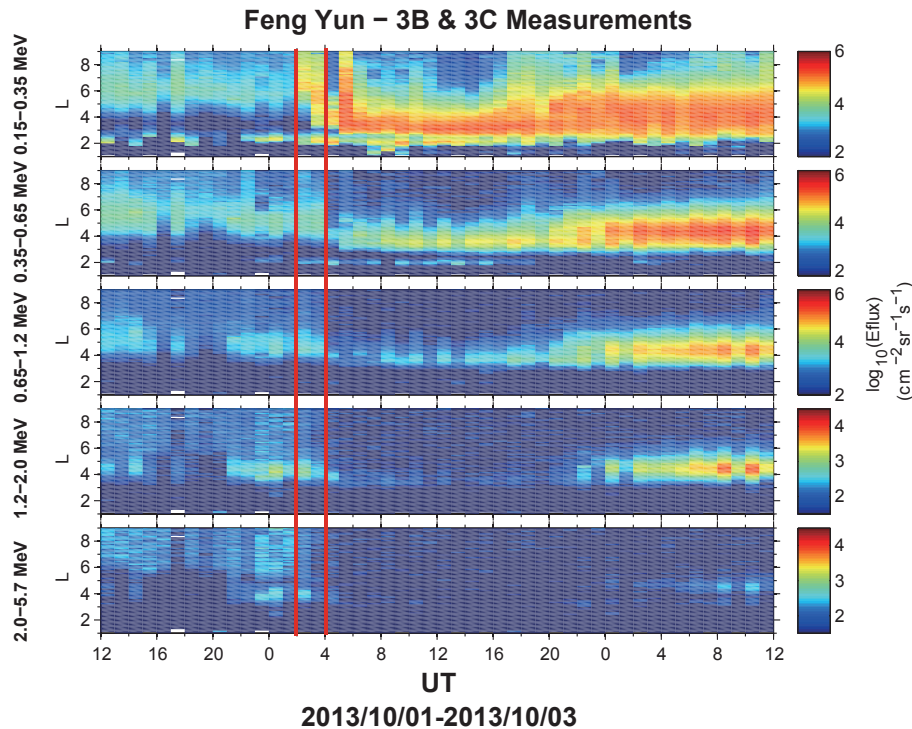 Feng Yun − 3B & 3C Measurements
0.15−0.35 MeV
L
8
6
4
2
6
4
2
0.35−0.65 MeV
L
8
6
4
2
6
4
2
0.65−1.2 MeV
L
8
6
4
2
6
4
2
log10(Eflux)
(cm−2sr−1s−1)
1.2−2.0 MeV
L
8
6
4
2
4
3
2
2.0−5.7 MeV
L
8
6
4
2
4
3
2
12 16 20 0 4 8 12 16 20 0 4 8 12
UT
2013/10/01-2013/10/03